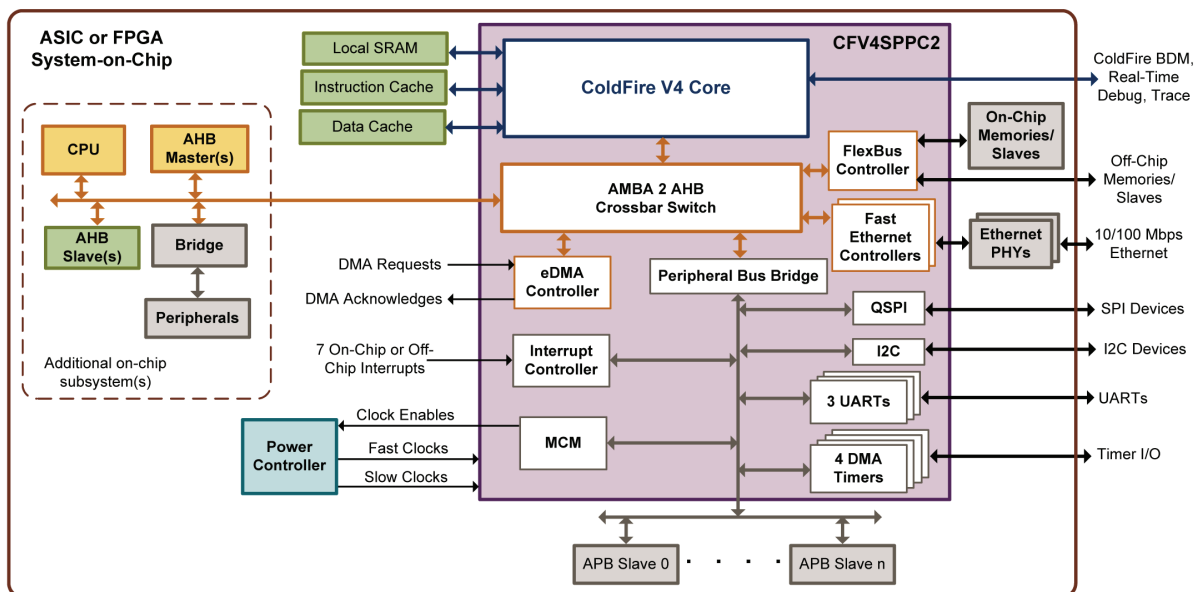 ASIC or FPGA
System-on-Chip
Local SRAM
Instruction Cache
Data Cache
ColdFire V4 Core
CFV4SPPC2
ColdFire BDM,
Real-Time
Debug, Trace
CPU
AHB
Master(s)
AHB
Slave(s)
Bridge
Peripherals
Additional on-chip
subsystem(s)
AMBA 2 AHB
Crossbar Switch
FlexBus
Controller
On-Chip
Memories/
Slaves
Off-Chip
Memories/
Slaves
Fast
Ethernet
Controllers
Ethernet
PHYs
10/100 Mbps
Ethernet
DMA Requests
DMA Acknowledges
eDMA
Controller
Peripheral Bus Bridge
QSPI
SPI Devices
7 On-Chip or Off-
Chip Interrupts
Interrupt
Controller
I2C
I2C Devices
3 UARTs
UARTs
Power
Controller
Clock Enables
Fast Clocks
Slow Clocks
MCM
4 DMA
Timers
Timer I/O
APB Slave 0
. . . .
APB Slave n